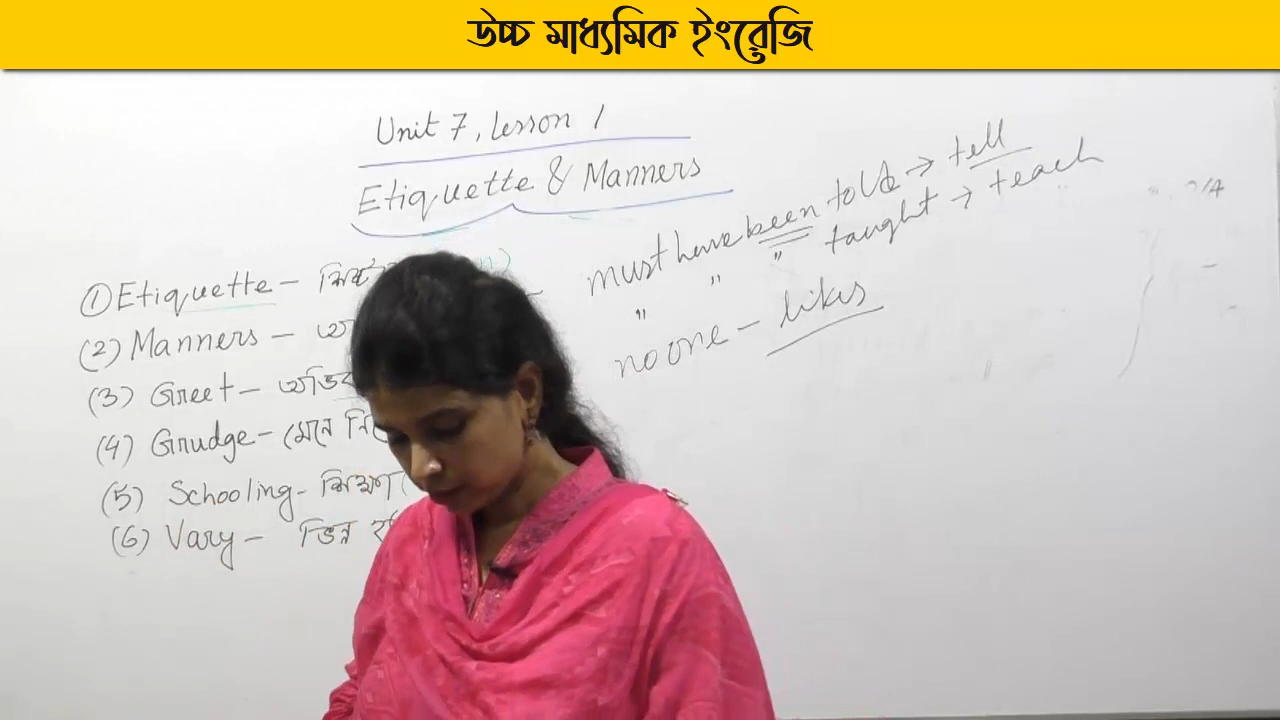 উচ্চ মাধ্যমিক ইংরেজি
Unit 7, Lesson 1
Etiquette & Manners
(1) Etiquette –
(2) Manners –
(3) Greet –
(4) Grudge – মেনে
(5) Schooling –
(6) Vary – ভিন্ন
must have been told → tell
" " " taught → teach
no one – likes